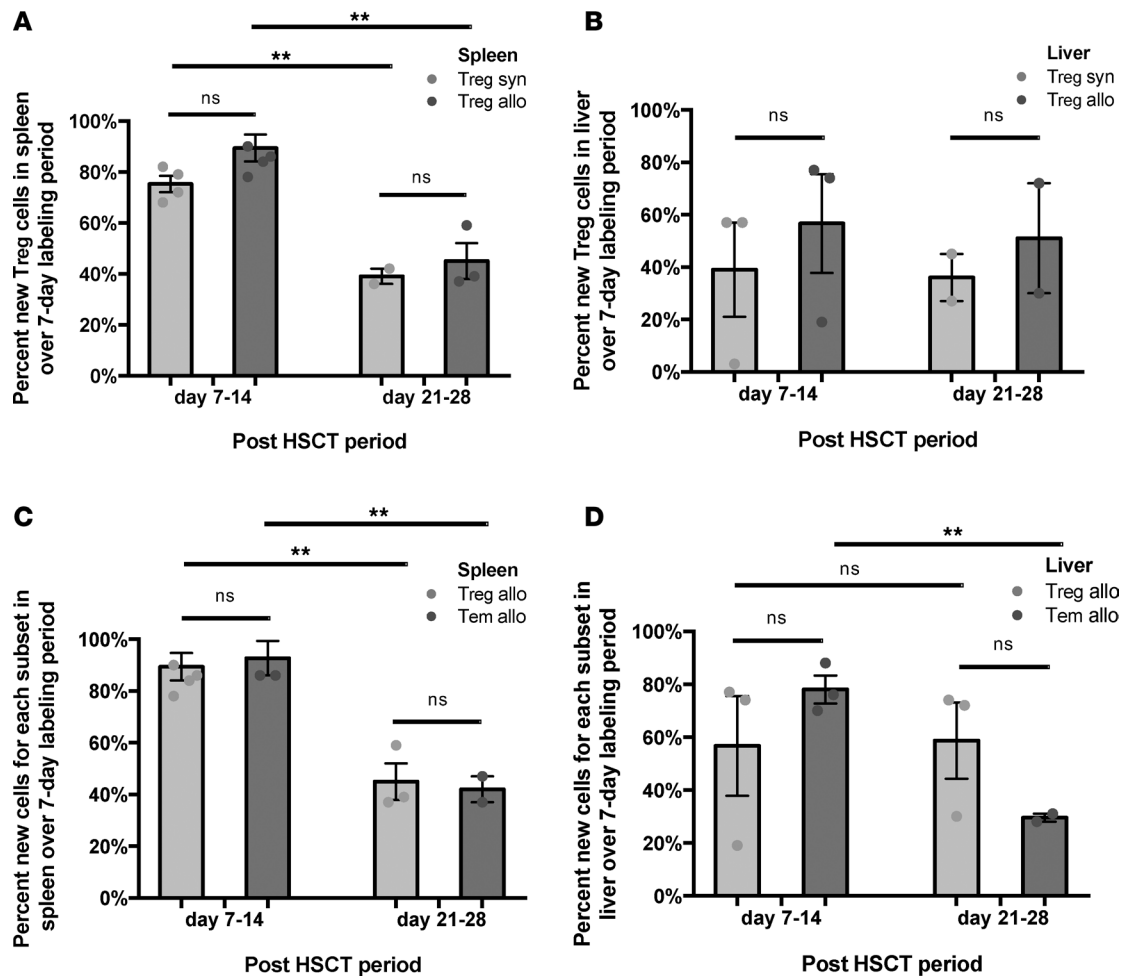 A
**
**
Spleen
Treg syn
Treg allo
ns
ns
100%
80%
60%
40%
20%
0%
Percent new Treg cells in spleen
over 7-day labeling period
day 7-14
day 21-28
Post HSCT period
B
Liver
Treg syn
Treg allo
ns
ns
100%
80%
60%
40%
20%
0%
Percent new Treg cells in liver
over 7-day labeling period
day 7-14
day 21-28
Post HSCT period
C
**
**
Spleen
Treg allo
Tem allo
ns
ns
100%
80%
60%
40%
20%
0%
Percent new cells for each subset in
spleen over 7-day labeling period
day 7-14
day 21-28
Post HSCT period
D
**
ns
Liver
Treg allo
Tem allo
ns
ns
100%
80%
60%
40%
20%
0%
Percent new cells for each subset in
liver over 7-day labeling period
day 7-14
day 21-28
Post HSCT period